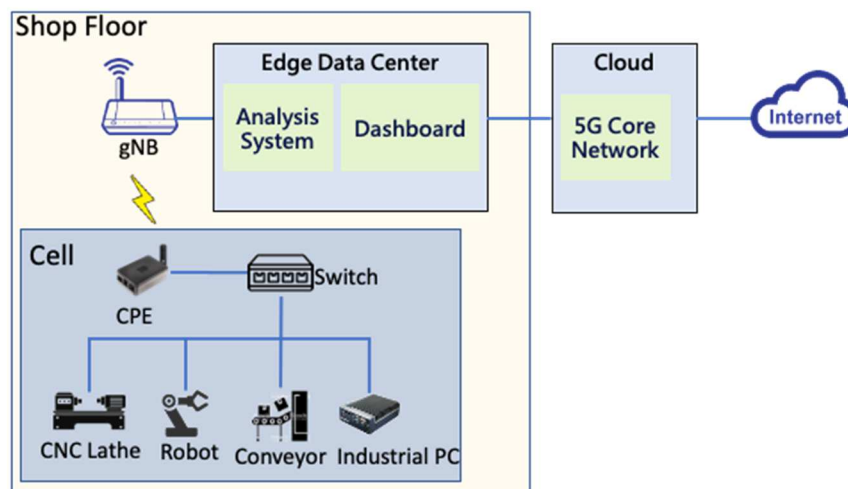 Shop Floor
Edge Data Center
Cloud
Analysis
System
Dashboard
5G Core
Network
Internet
gNB
Cell
Switch
CPE
CNC Lathe
Robot
Conveyor
Industrial PC